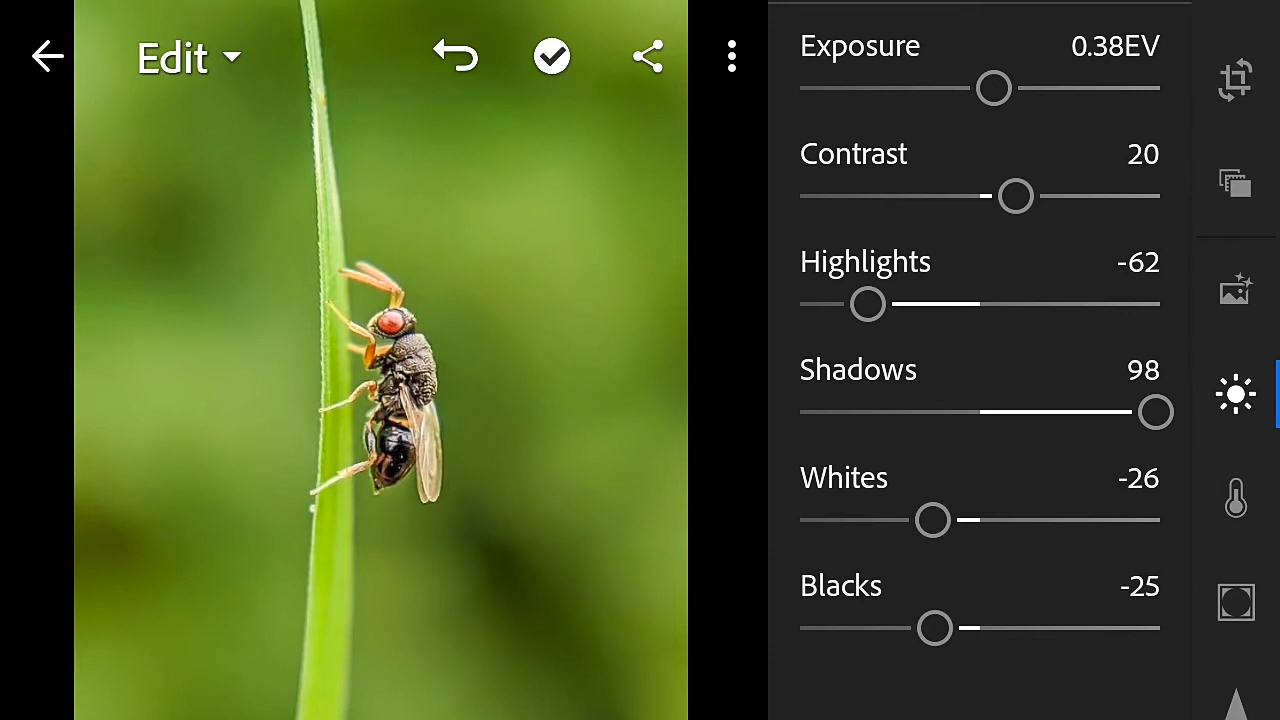 Edit
Exposure 0.38EV
Contrast 20
Highlights -62
Shadows 98
Whites -26
Blacks -25